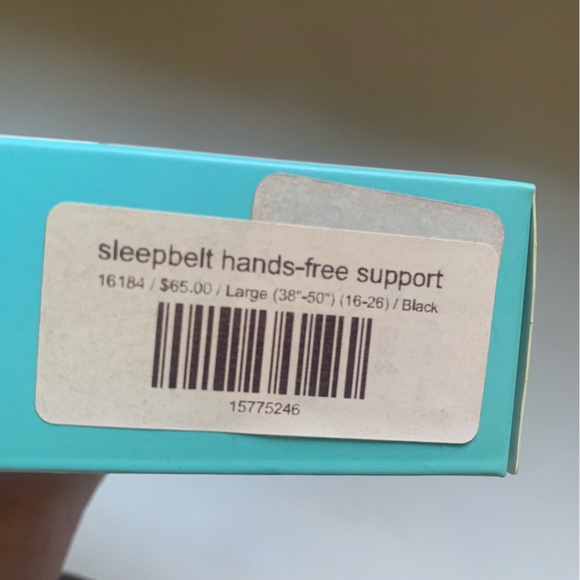 sleepbelt hands-free support
16184 / $65.00 / Large (38"-50") (16-26) / Black
15775246